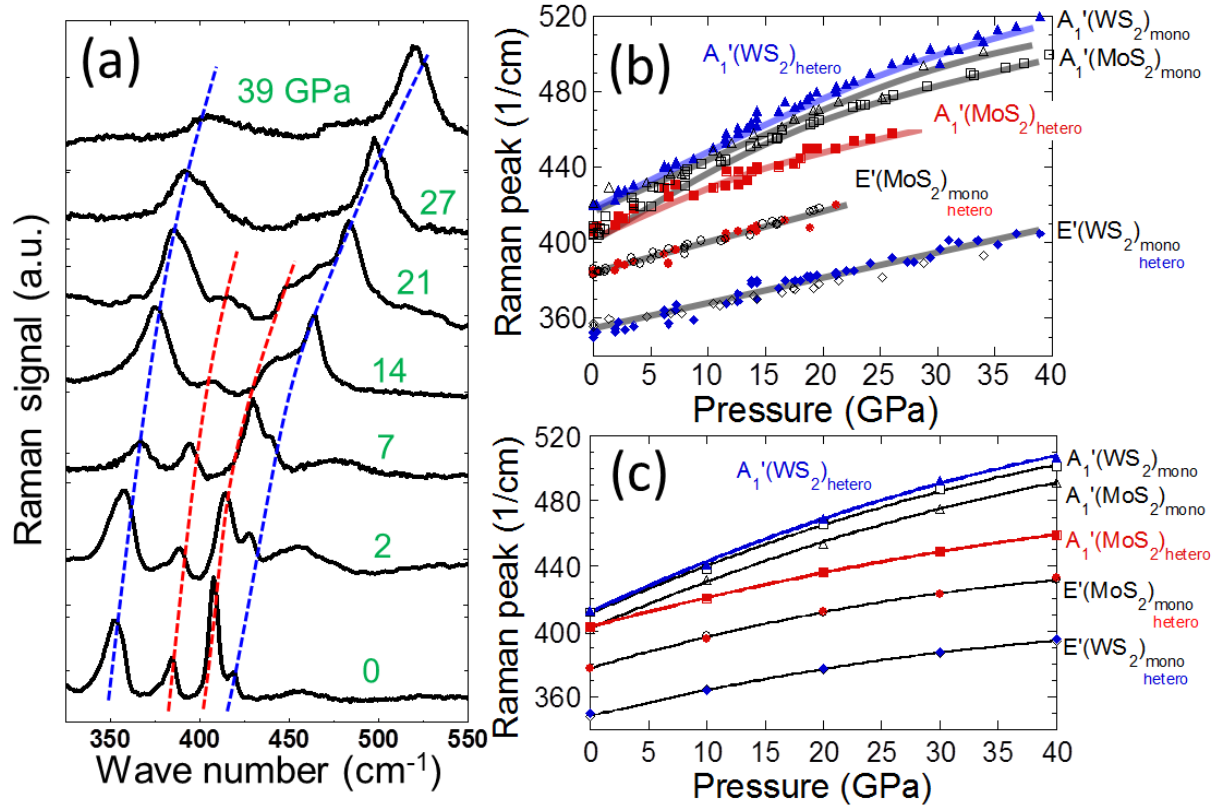 (a)
39 GPa
27
21
14
7
2
0
Raman signal (a.u.)
350 400 450 500 550
Wave number (cm⁻¹)
(b)
A₁'(WS₂)hetero
A₁'(WS₂)mono
A₁'(MoS₂)mono
A₁'(MoS₂)hetero
E'(MoS₂)mono
hetero
E'(WS₂)mono
hetero
520
480
440
400
360
Raman peak (1/cm)
0 5 10 15 20 25 30 35 40
Pressure (GPa)
(c)
A₁'(WS₂)hetero
A₁'(WS₂)mono
A₁'(MoS₂)mono
A₁'(MoS₂)hetero
E'(MoS₂)mono
hetero
E'(WS₂)mono
hetero
520
480
440
400
360
Raman peak (1/cm)
0 10 20 30 40
Pressure (GPa)